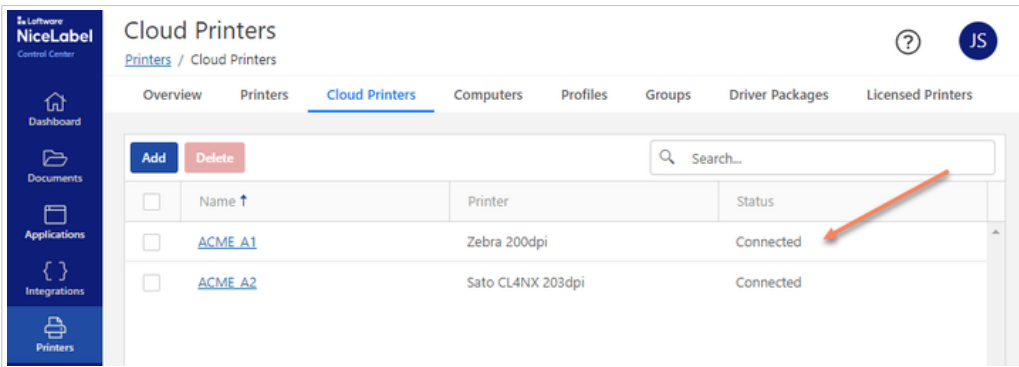 Loftware
NiceLabel
Control Center
Dashboard
Documents
Applications
Integrations
Printers
Cloud Printers
Printers / Cloud Printers
? JS
Overview Printers Cloud Printers Computers Profiles Groups Driver Packages Licensed Printers
Add Delete Search...
Name ↑ Printer Status
ACME_A1 Zebra 200dpi Connected
ACME_A2 Sato CL4NX 203dpi Connected